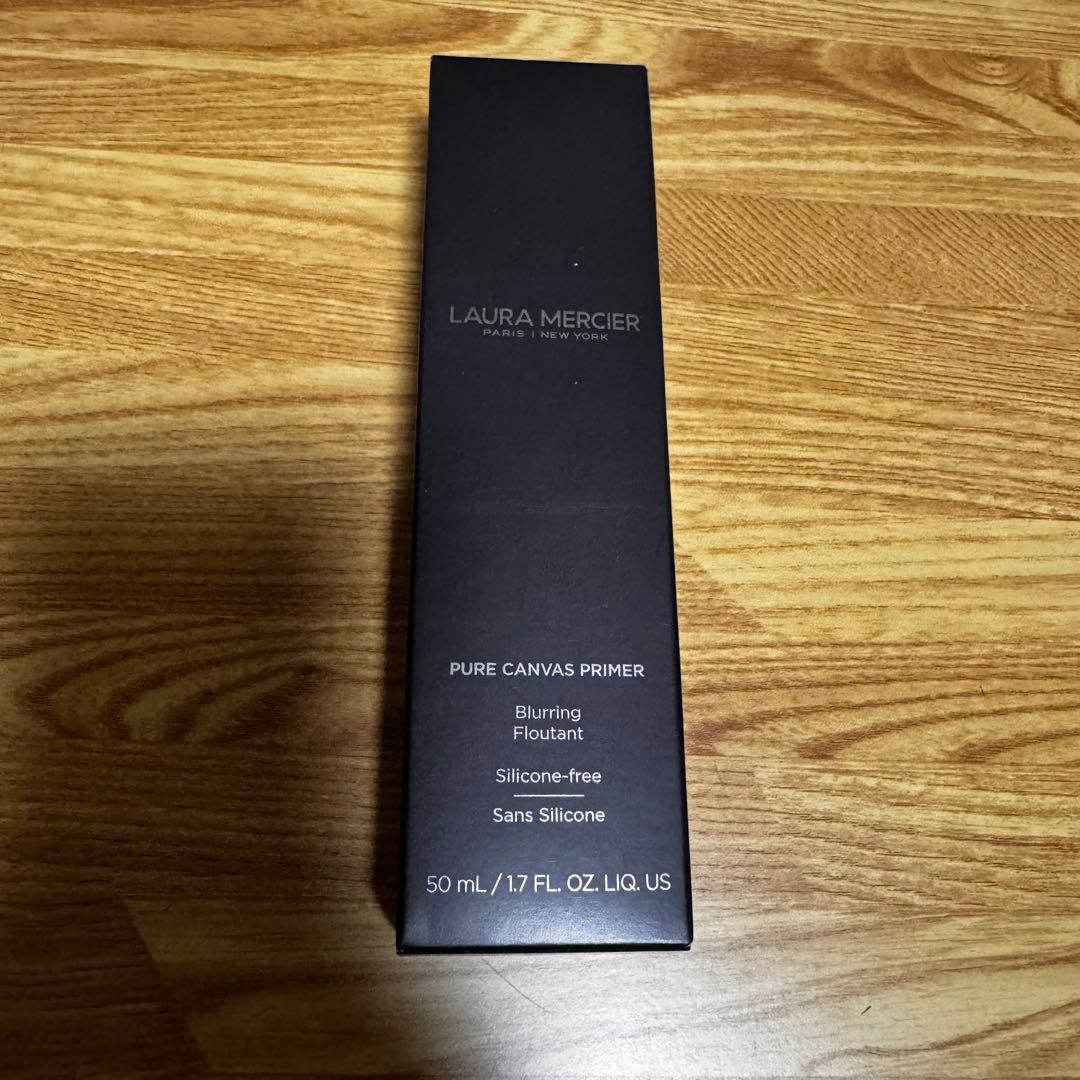 LAURA MERCIER
PARIS | NEW YORK
PURE CANVAS PRIMER
Blurring
Floutant
Silicone-free
Sans Silicone
50 mL / 1.7 FL. OZ. LIQ. US